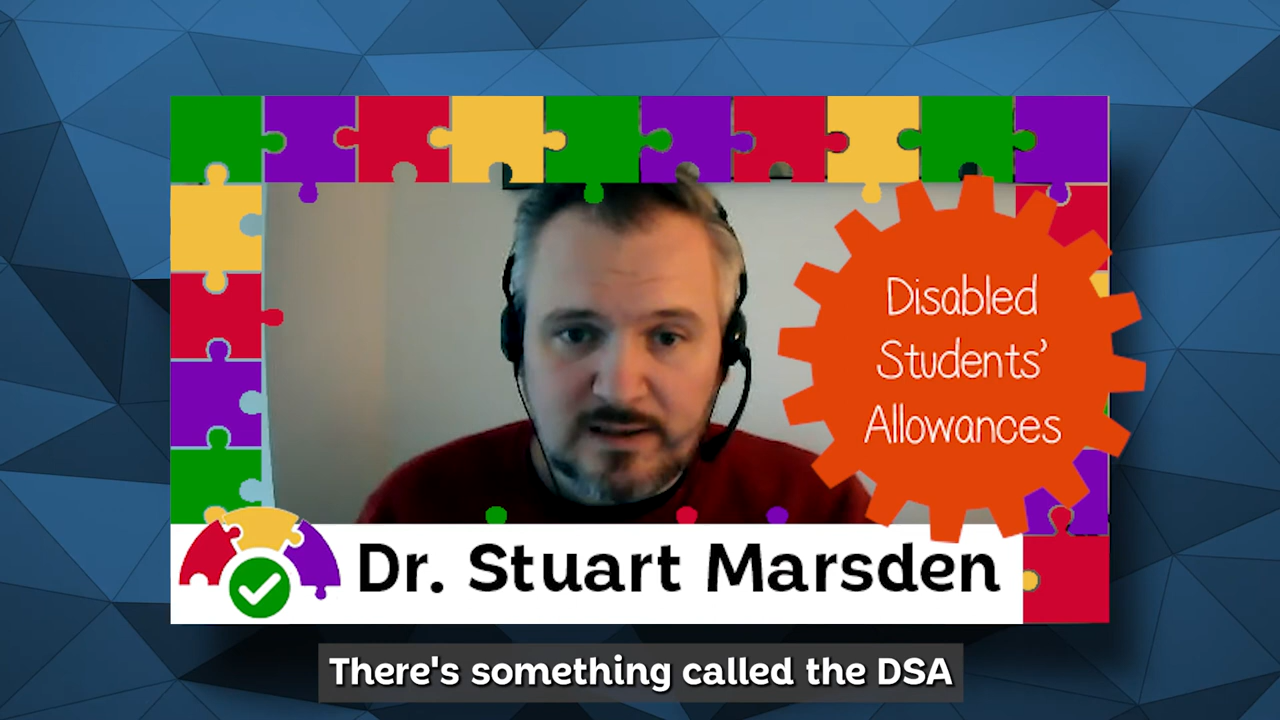 Disabled
Students’
Allowances
Dr. Stuart Marsden
There's something called the DSA